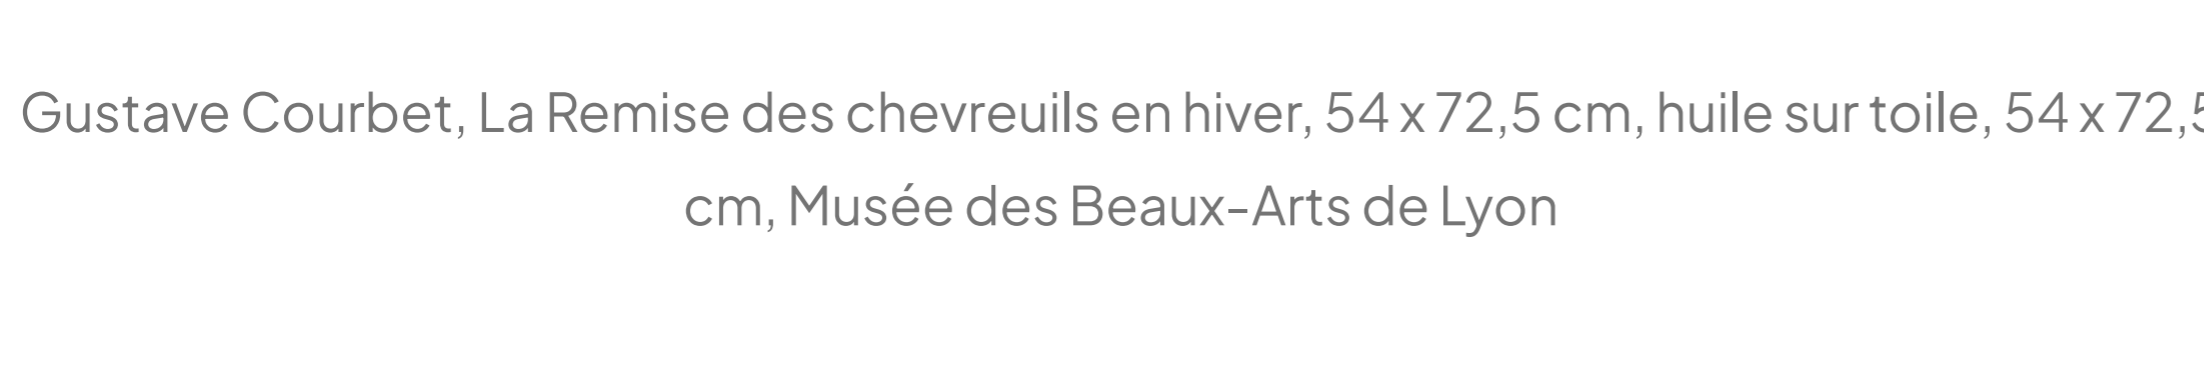 Gustave Courbet, La Remise des chevreuils en hiver, 54 x 72,5 cm, huile sur toile, 54 x 72,5
cm, Musée des Beaux-Arts de Lyon